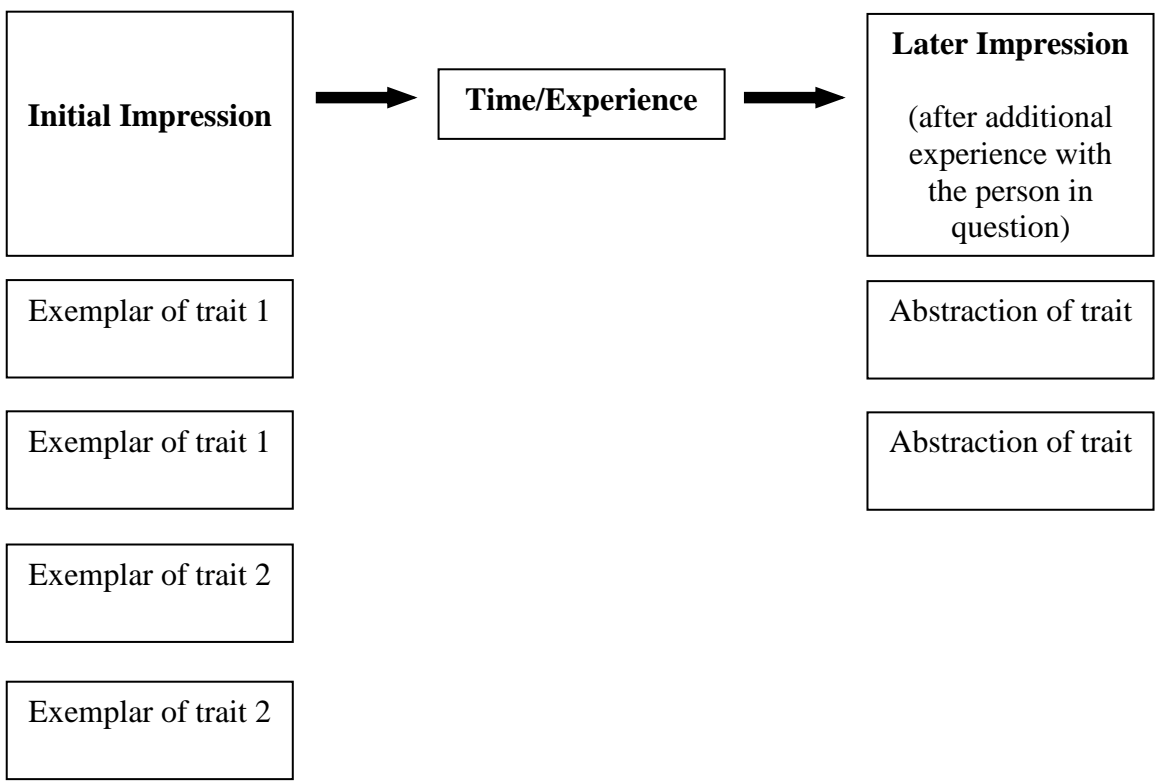 Initial Impression
Time/Experience
Later Impression
(after additional
experience with
the person in
question)
Exemplar of trait 1
Abstraction of trait
Exemplar of trait 1
Abstraction of trait
Exemplar of trait 2
Exemplar of trait 2